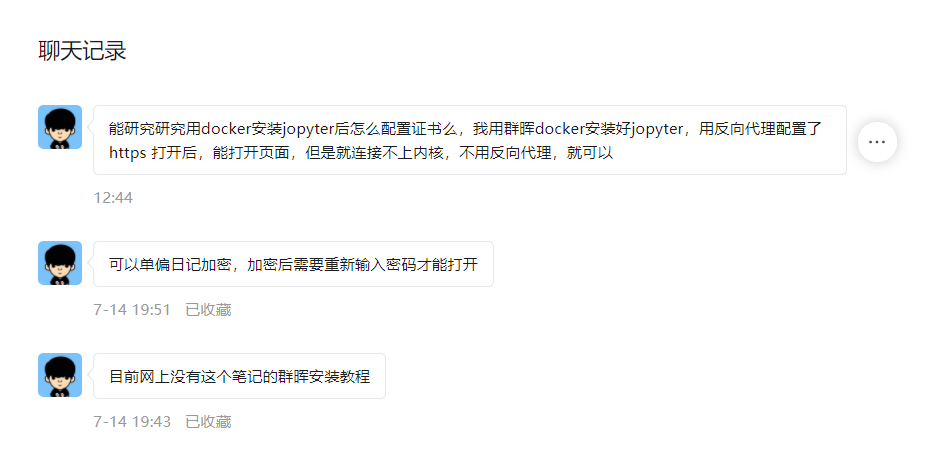 聊天记录
能研究研究用docker安装jopyter后怎么配置证书么，我用群晖docker安装好jopyter，用反向代理配置了
https 打开后，能打开页面，但是就连接不上内核，不用反向代理，就可以
12:44
可以单偏日记加密，加密后需要重新输入密码才能打开
7-14 19:51 已收藏
目前网上没有这个笔记的群晖安装教程
7-14 19:43 已收藏